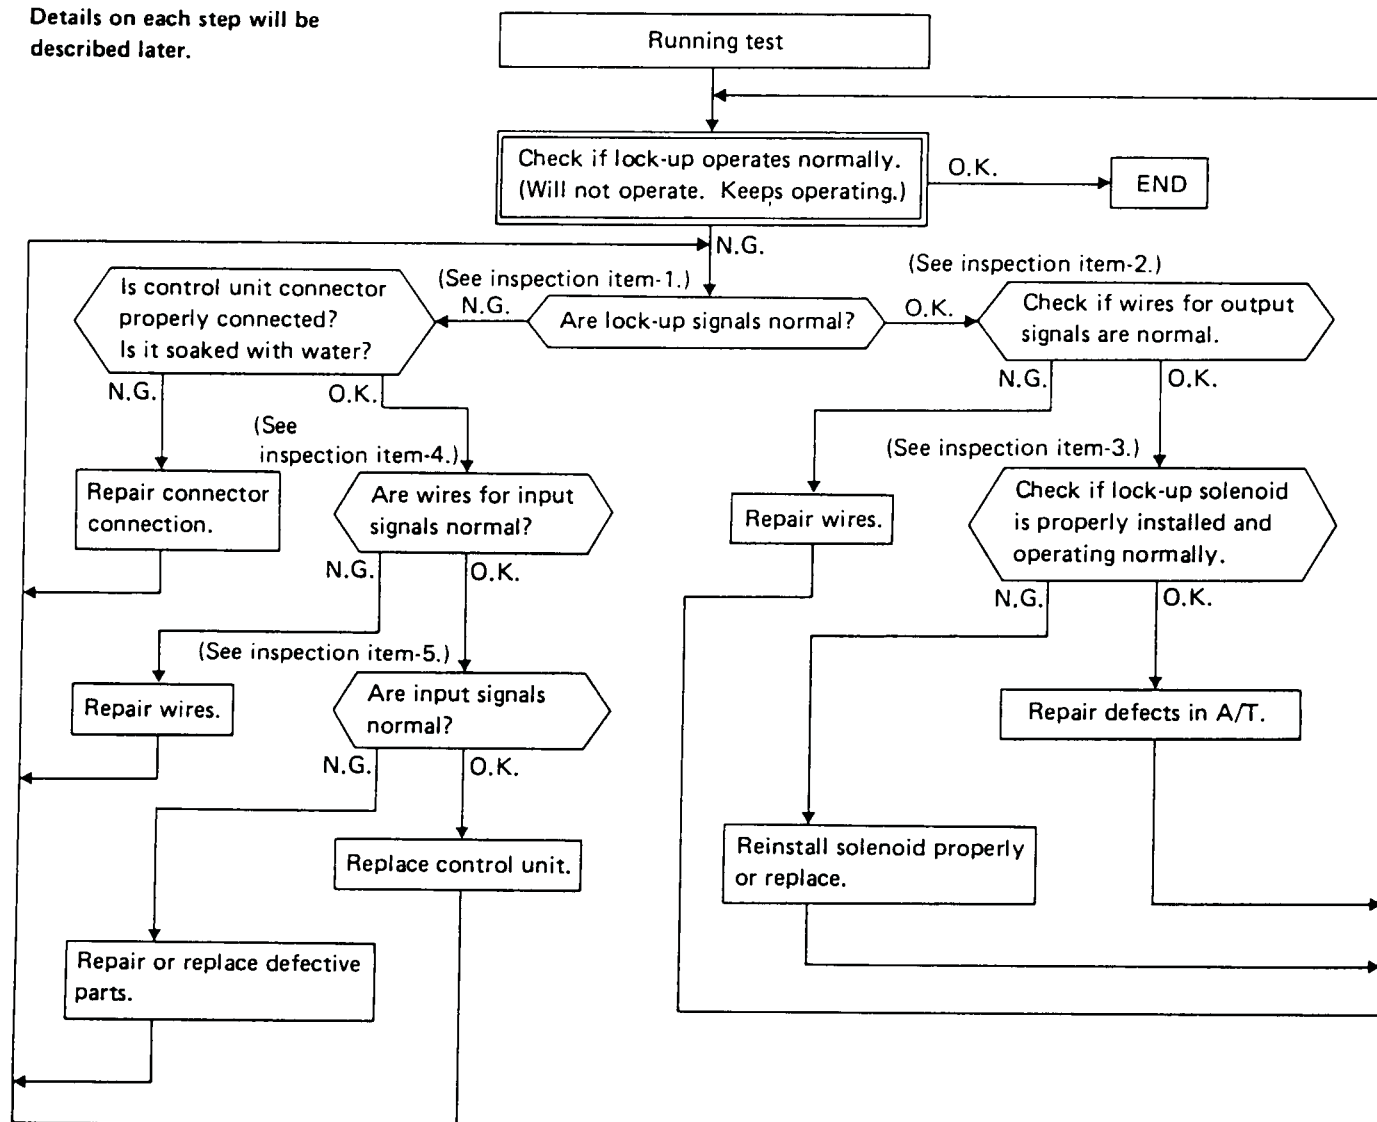 Details on each step will be
described later.
Running test
Check if lock-up operates normally.
(Will not operate. Keeps operating.)
O.K.
END
N.G.
(See inspection item-1.)
(See inspection item-2.)
Is control unit connector
properly connected?
Is it soaked with water?
N.G.
Are lock-up signals normal?
O.K.
Check if wires for output
signals are normal.
N.G.
O.K.
N.G.
O.K.
(See
inspection item-4.)
(See inspection item-3.)
Repair connector
connection.
Are wires for input
signals normal?
Repair wires.
Check if lock-up solenoid
is properly installed and
operating normally.
N.G.
O.K.
N.G.
O.K.
(See inspection item-5.)
Repair wires.
Are input signals
normal?
Repair defects in A/T.
N.G.
O.K.
Replace control unit.
Reinstall solenoid properly
or replace.
Repair or replace defective
parts.